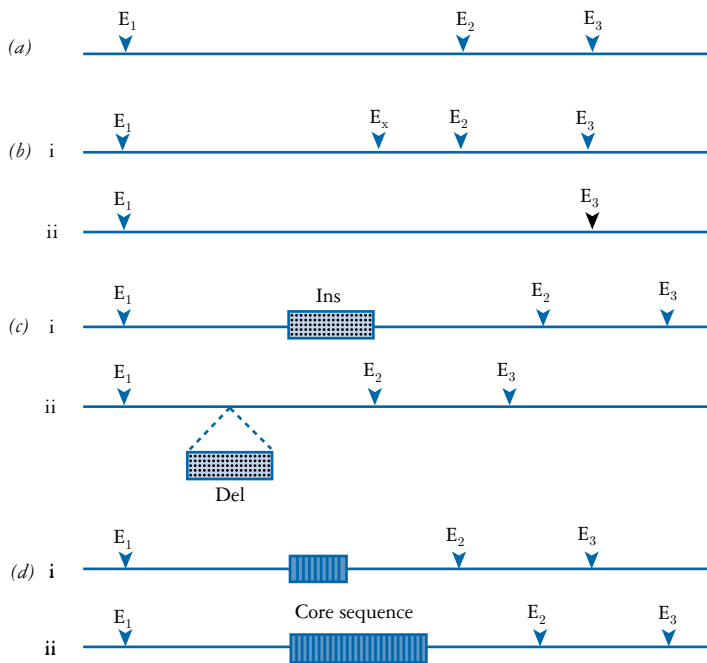 E1 E2 E3
(a)
E1 Ex E2 E3
(b) i
E1 E3
ii
E1 Ins E2 E3
(c) i
E1 E2 E3
ii
Del
E1 E2 E3
(d) i
E1 Core sequence E2 E3
ii